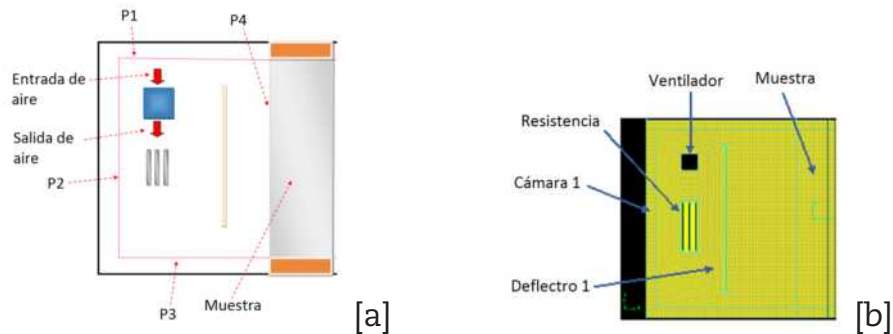 P1
P4
Entrada de
aire
Salida de
aire
P2
P3
Muestra
[a]
Ventilador
Muestra
Resistencia
Cámara 1
Deflectro 1
[b]